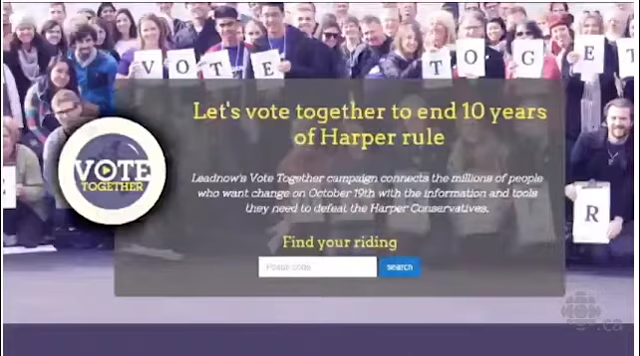 V O T E T O G E T
R
Let's vote together to end 10 years
of Harper rule
VOTE
TOGETHER
Leadnow's Vote Together campaign connects the millions of people
who want change on October 19th with the information and tools
they need to defeat the Harper Conservatives.
Find your riding
Postal code
search
.ca